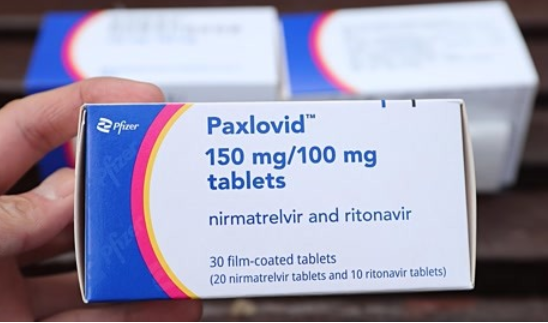 Pfizer
Paxlovid™
150 mg/100 mg
tablets
nirmatrelvir and ritonavir
30 film-coated tablets
(20 nirmatrelvir tablets and 10 ritonavir tablets)